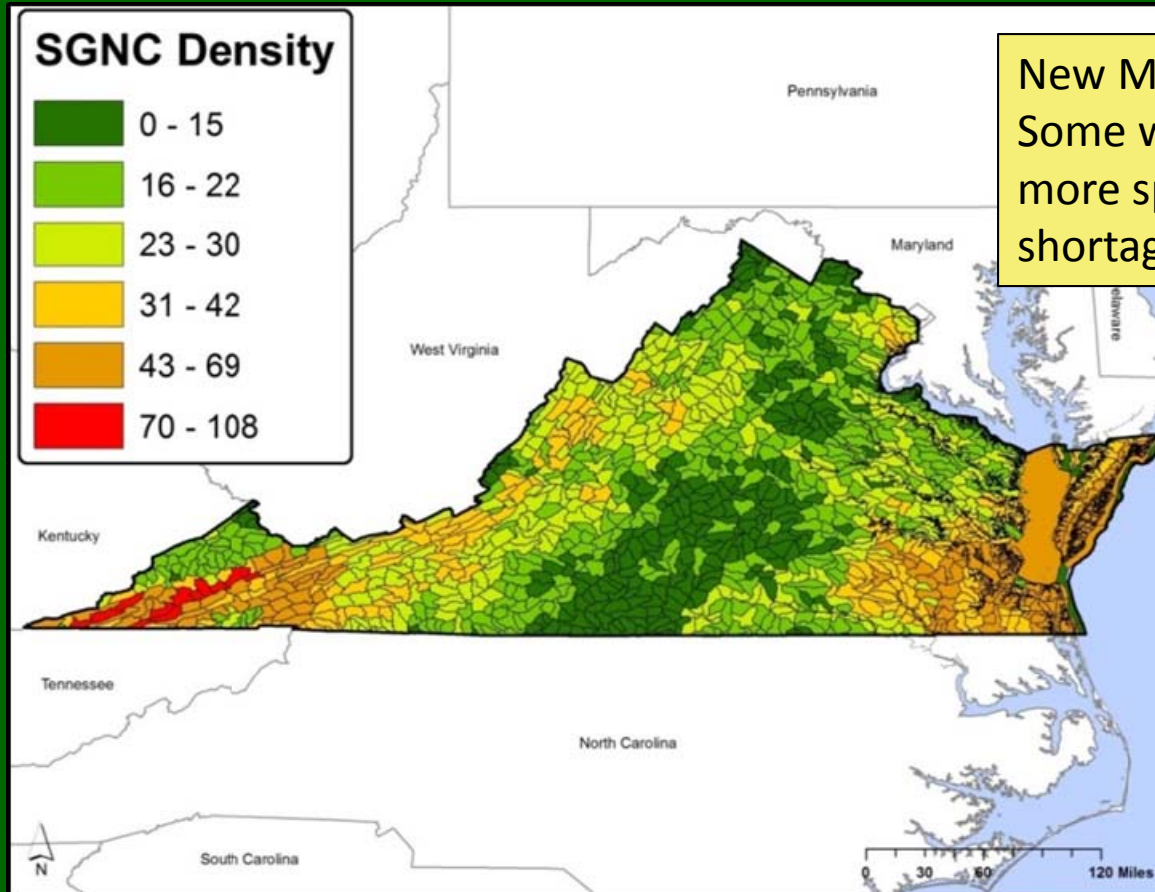 SGNC Density
0 - 15
16 - 22
23 - 30
31 - 42
43 - 69
70 - 108
New M
Some w
more sp
shortag
Pennsylvania
Maryland
Delaware
West Virginia
Kentucky
Tennessee
North Carolina
South Carolina
N
0 30 60 120 Miles